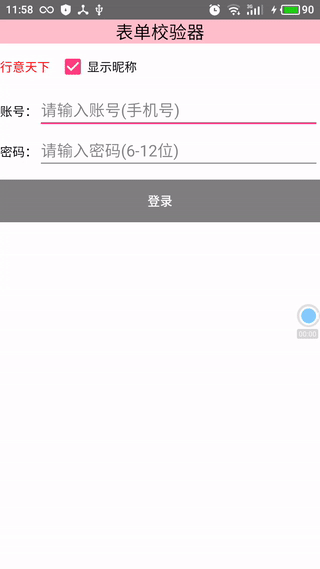 11:58 90
表单校验器
行意天下 显示昵称
账号： 请输入账号(手机号)
密码： 请输入密码(6-12位)
登录
00:00